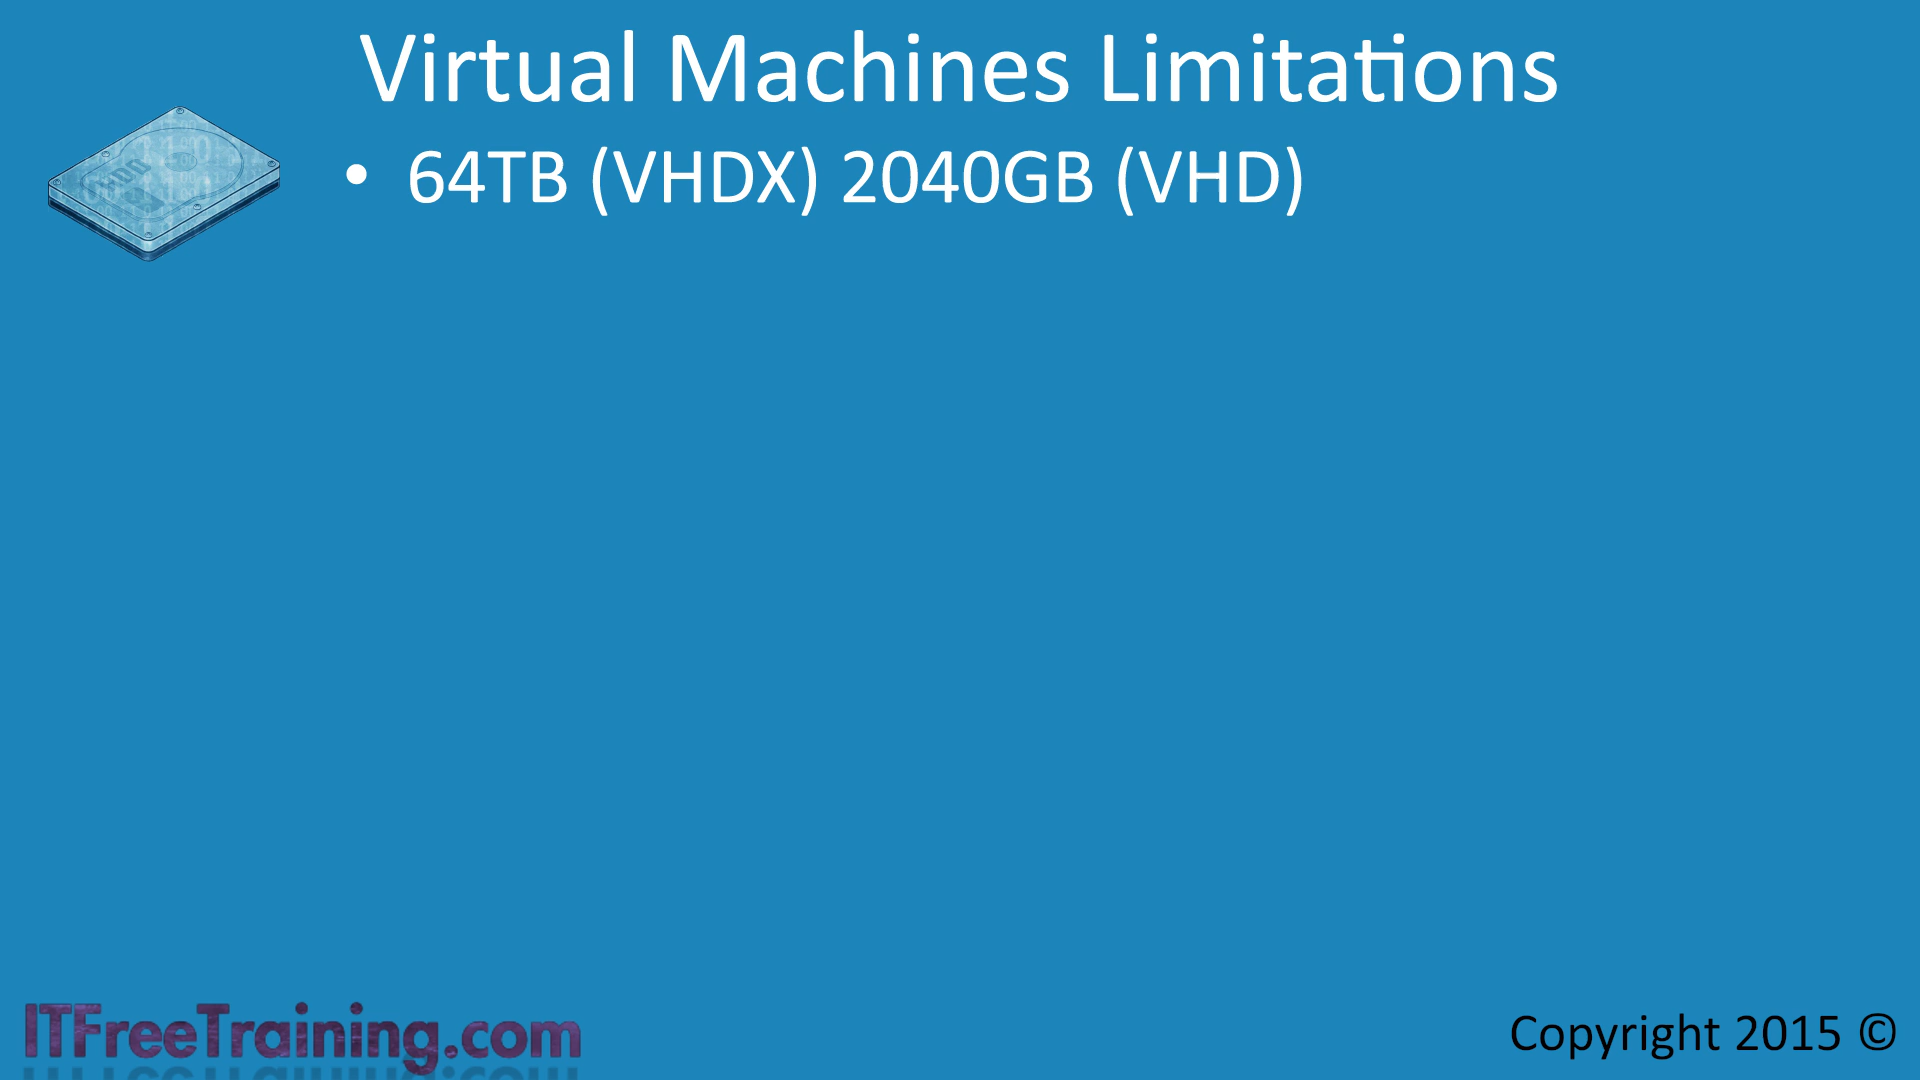 Virtual Machines Limitations
• 64TB (VHDX) 2040GB (VHD)
ITFreeTraining.com
Copyright 2015 ©